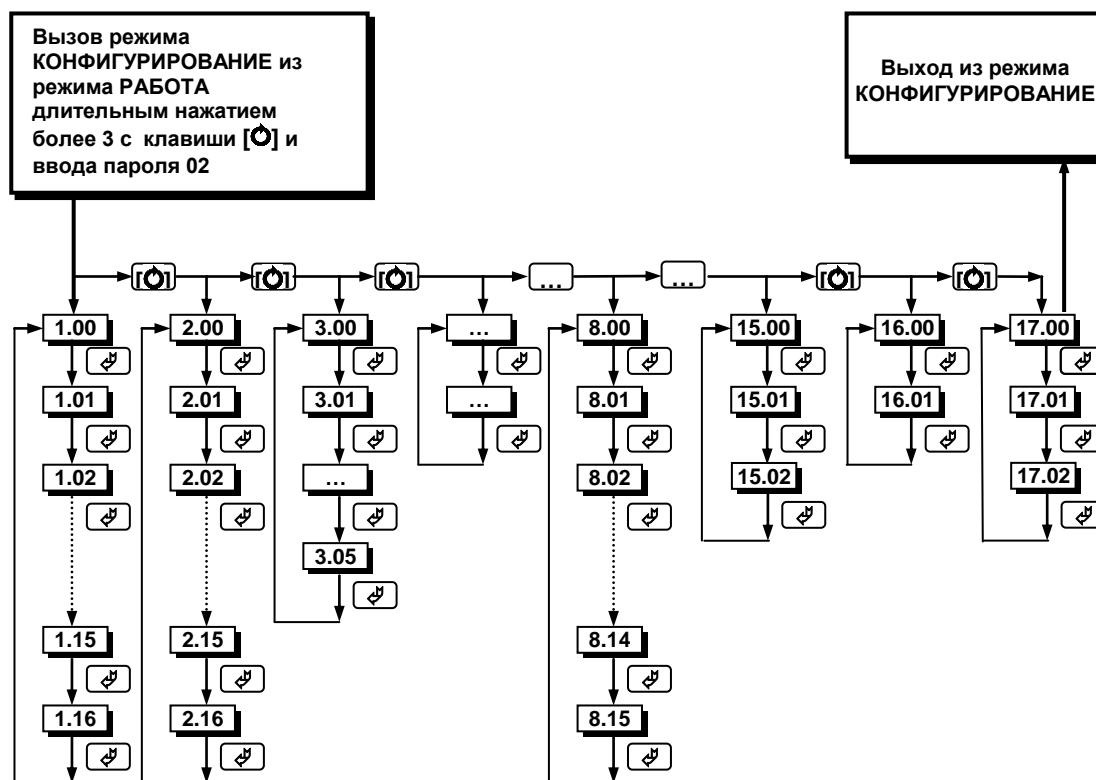 Вызов режима
КОНФИГУРИРОВАНИЕ из
режима РАБОТА
длительным нажатием
более 3 с клавиши [] и
ввода пароля 02
Выход из режима
КОНФИГУРИРОВАНИЕ
[] [] [] ... ... [] []
1.00 2.00 3.00 ... 8.00 15.00 16.00 17.00
1.01 2.01 3.01 ... 8.01 15.01 16.01 17.01
1.02 2.02 ... 8.02 15.02 17.02
3.05
1.15 2.15 8.14
1.16 2.16 8.15